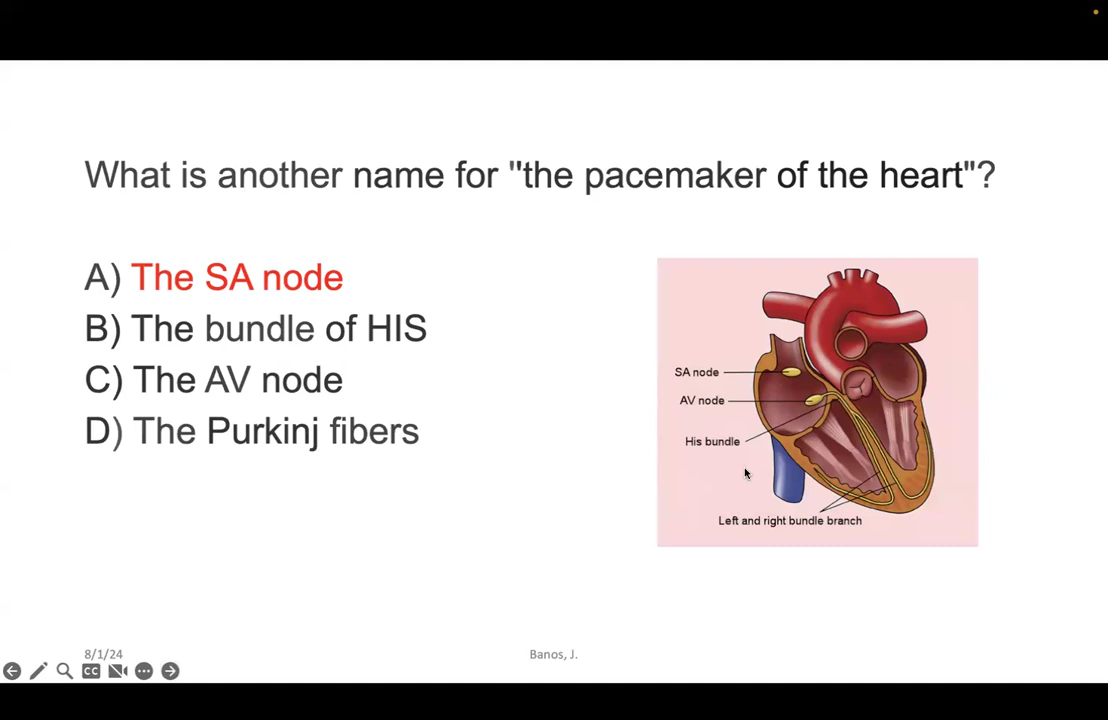 What is another name for "the pacemaker of the heart"?
A) The SA node
B) The bundle of HIS
C) The AV node
D) The Purkinj fibers
SA node
AV node
His bundle
Left and right bundle branch
8/1/24
Banos, J.
CC